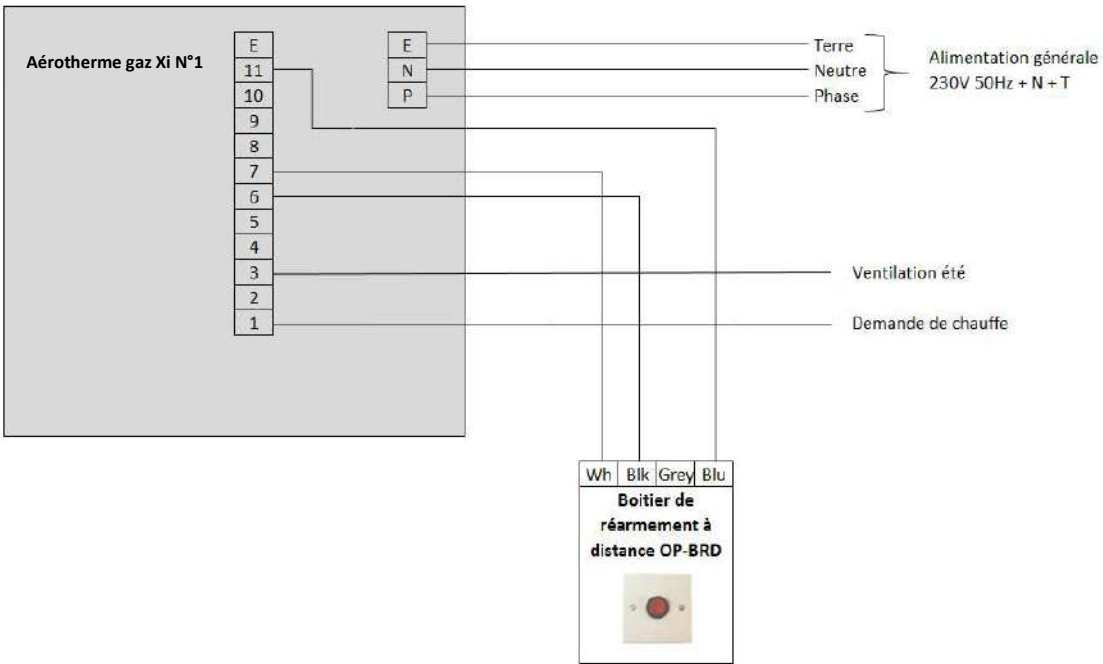 Aérotherme gaz Xi N°1
E
11
10
9
8
7
6
5
4
3
2
1
E
N
P
Terre
Neutre
Phase
Alimentation générale
230V 50Hz + N + T
Ventilation été
Demande de chauffe
Wh Blk Grey Blu
Boitier de
réarmement à
distance OP-BRD